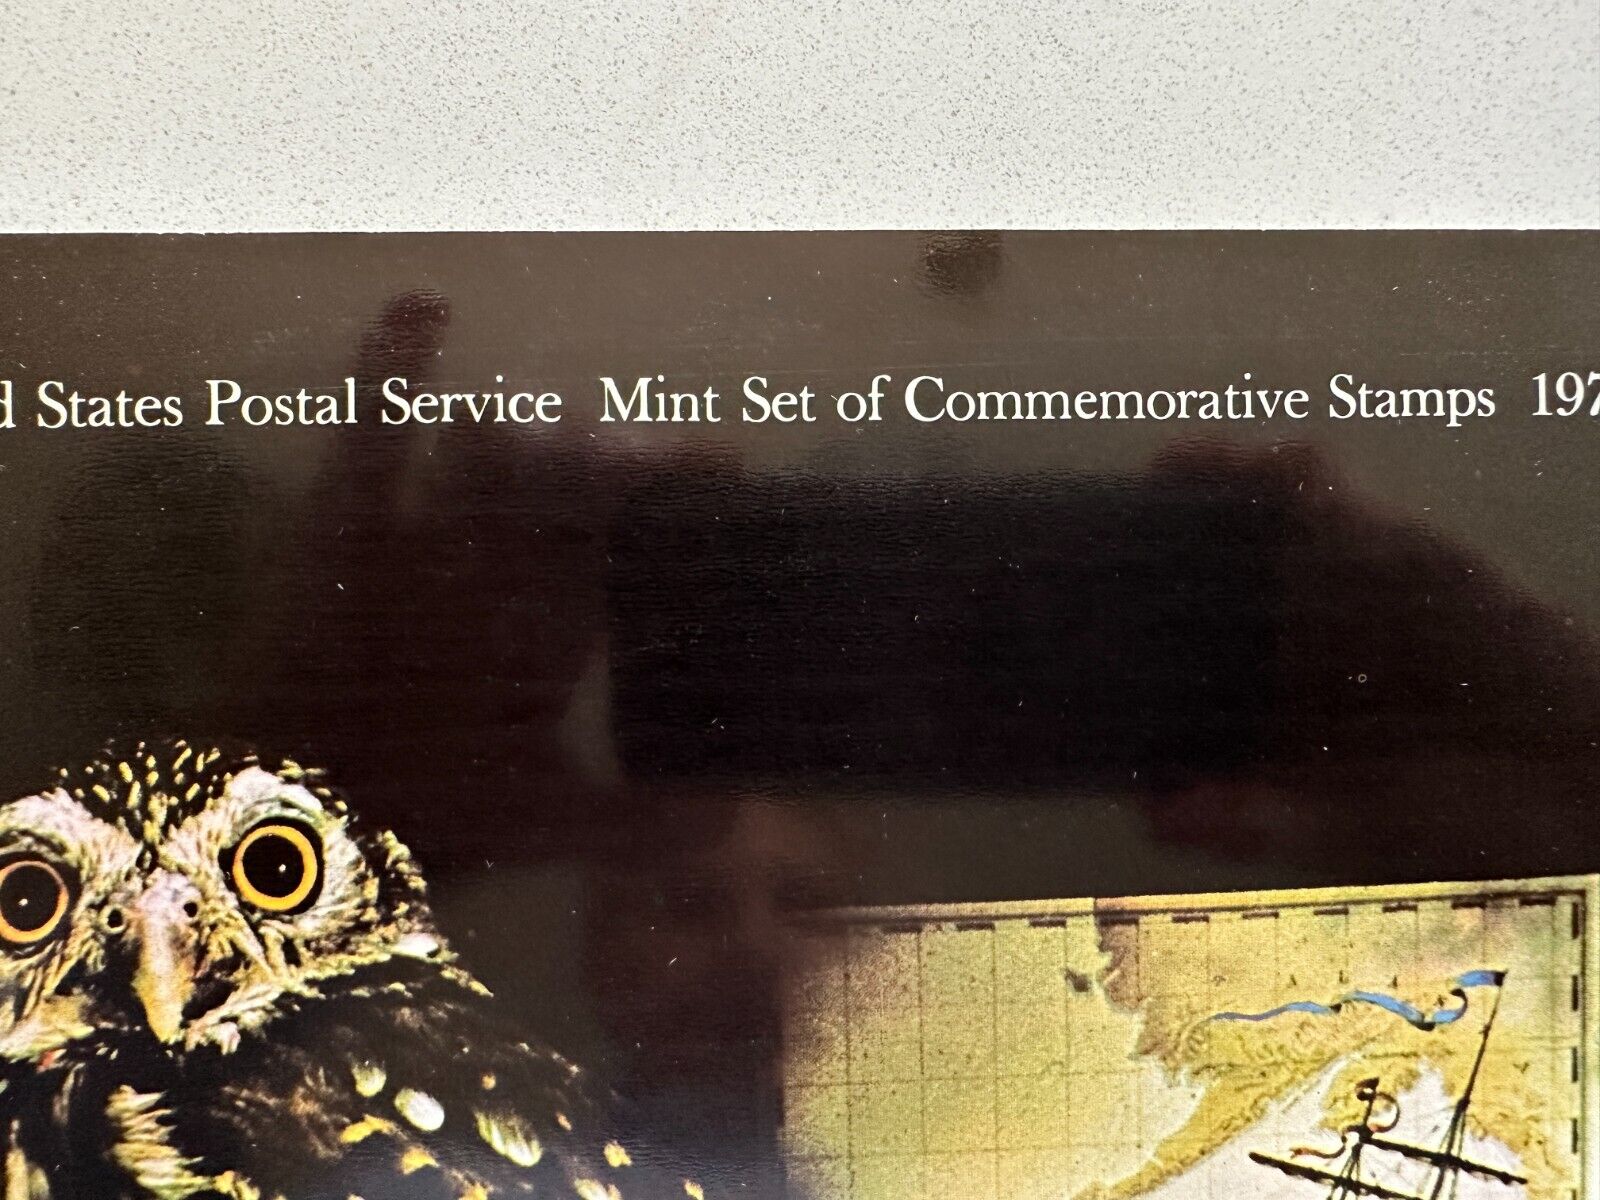 d States Postal Service Mint Set of Commemorative Stamps 197